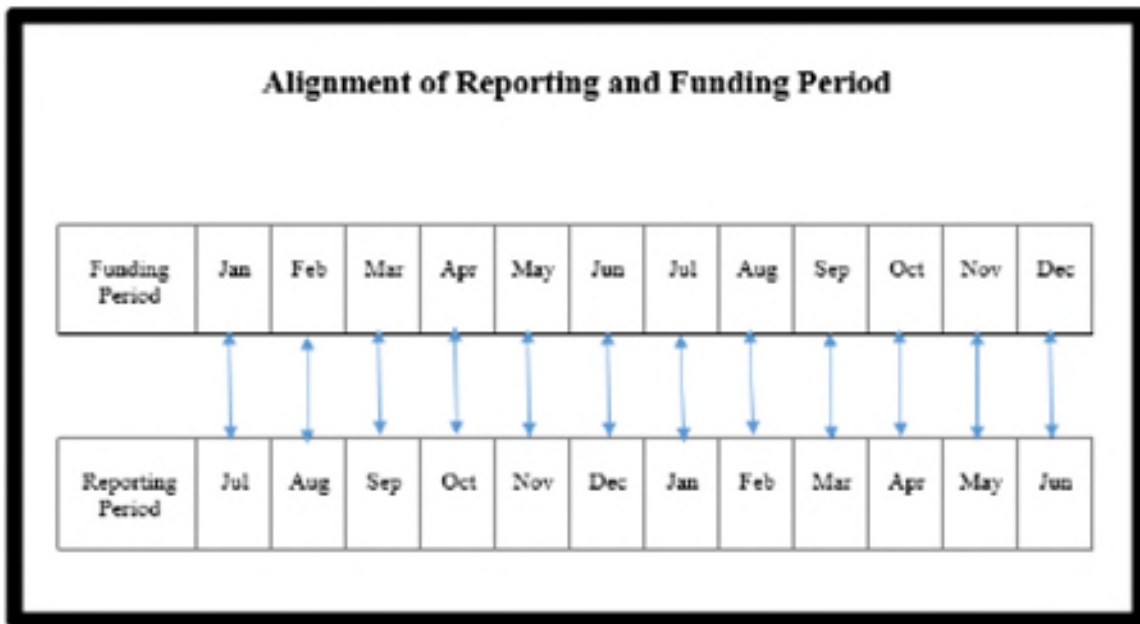 Alignment of Reporting and Funding Period
Funding Period Jan Feb Mar Apr May Jun Jul Aug Sep Oct Nov Dec
Reporting Period Jul Aug Sep Oct Nov Dec Jan Feb Mar Apr May Jun